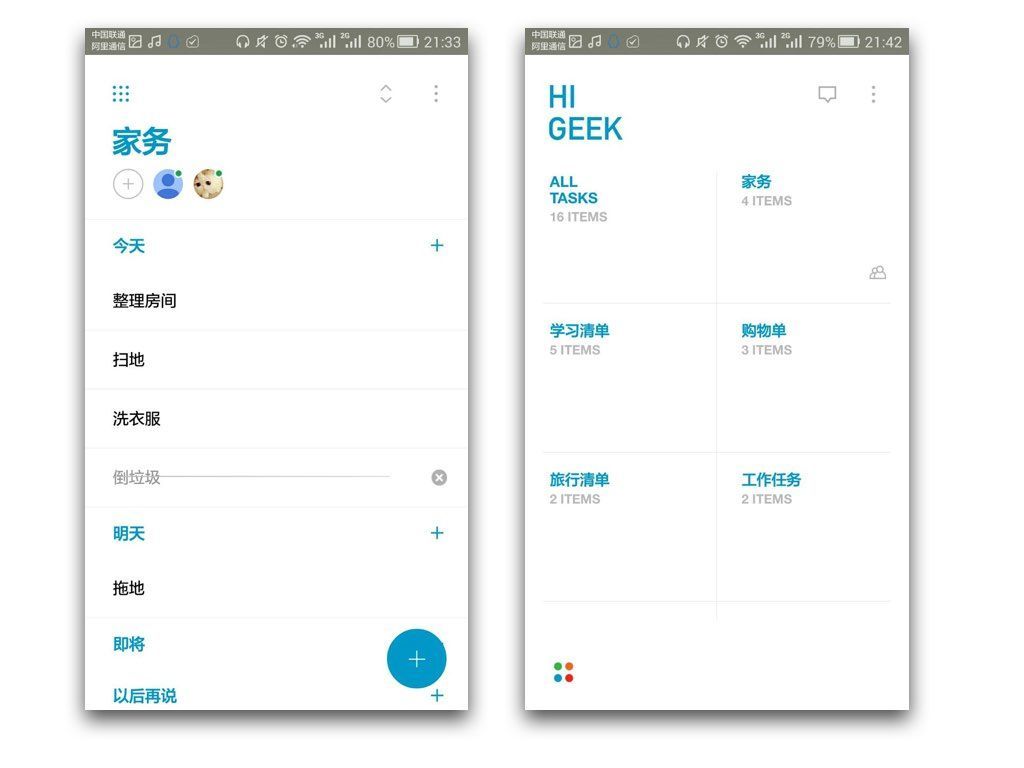 中国联通
阿里通信
3G
2G
80%
21:33
家务
今天
整理房间
扫地
洗衣服
倒垃圾
明天
拖地
即将
以后再说
中国联通
阿里通信
3G
2G
79%
21:42
HI
GEEK
ALL
TASKS
16 ITEMS
家务
4 ITEMS
学习清单
5 ITEMS
购物单
3 ITEMS
旅行清单
2 ITEMS
工作任务
2 ITEMS